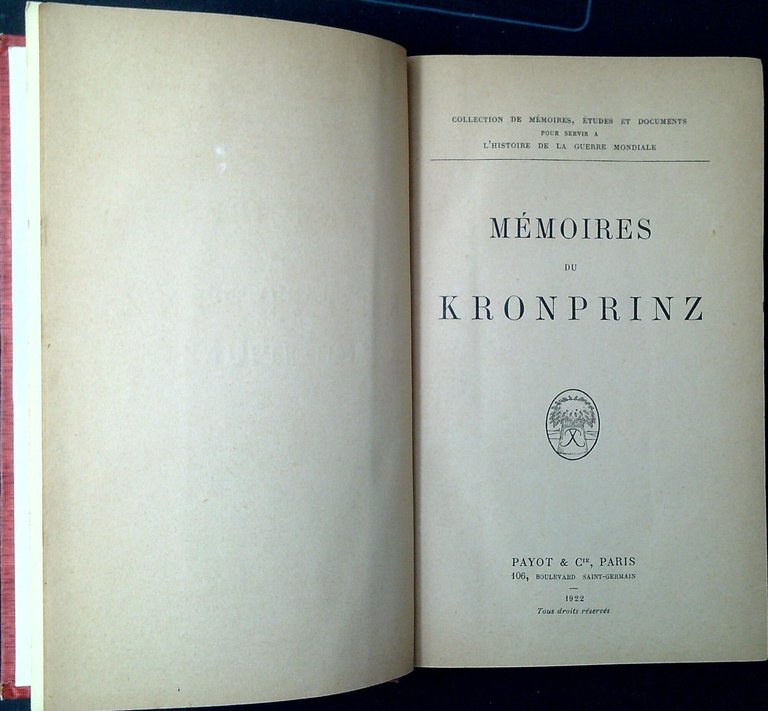 COLLECTION DE MÉMOIRES, ÉTUDES ET DOCUMENTS
POUR SERVIR A
L'HISTOIRE DE LA GUERRE MONDIALE
MÉMOIRES
DU
KRONPRINZ
PAYOT & Cᴵᴱ, PARIS
106, BOULEVARD SAINT-GERMAIN
1922
Tous droits réservés